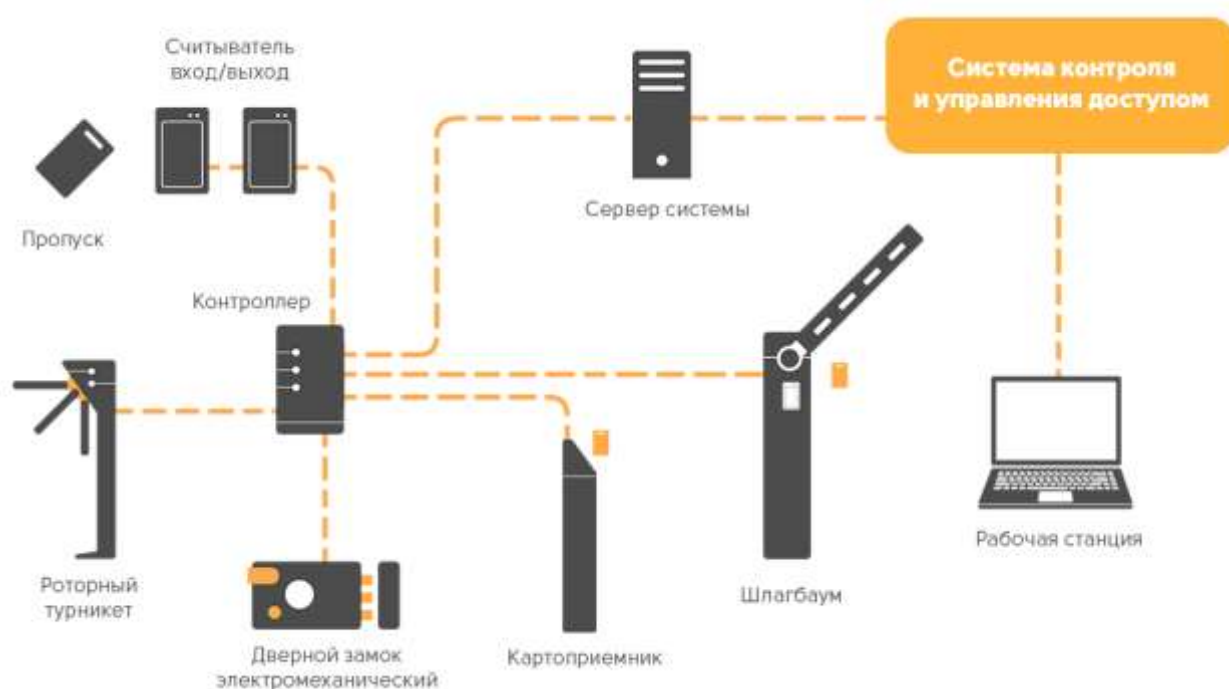 Считыватель
вход/выход
Система контроля
и управления доступом
Пропуск
Сервер системы
Контроллер
Роторный
турникет
Дверной замок
электромеханический
Картоприемник
Шлагбаум
Рабочая станция